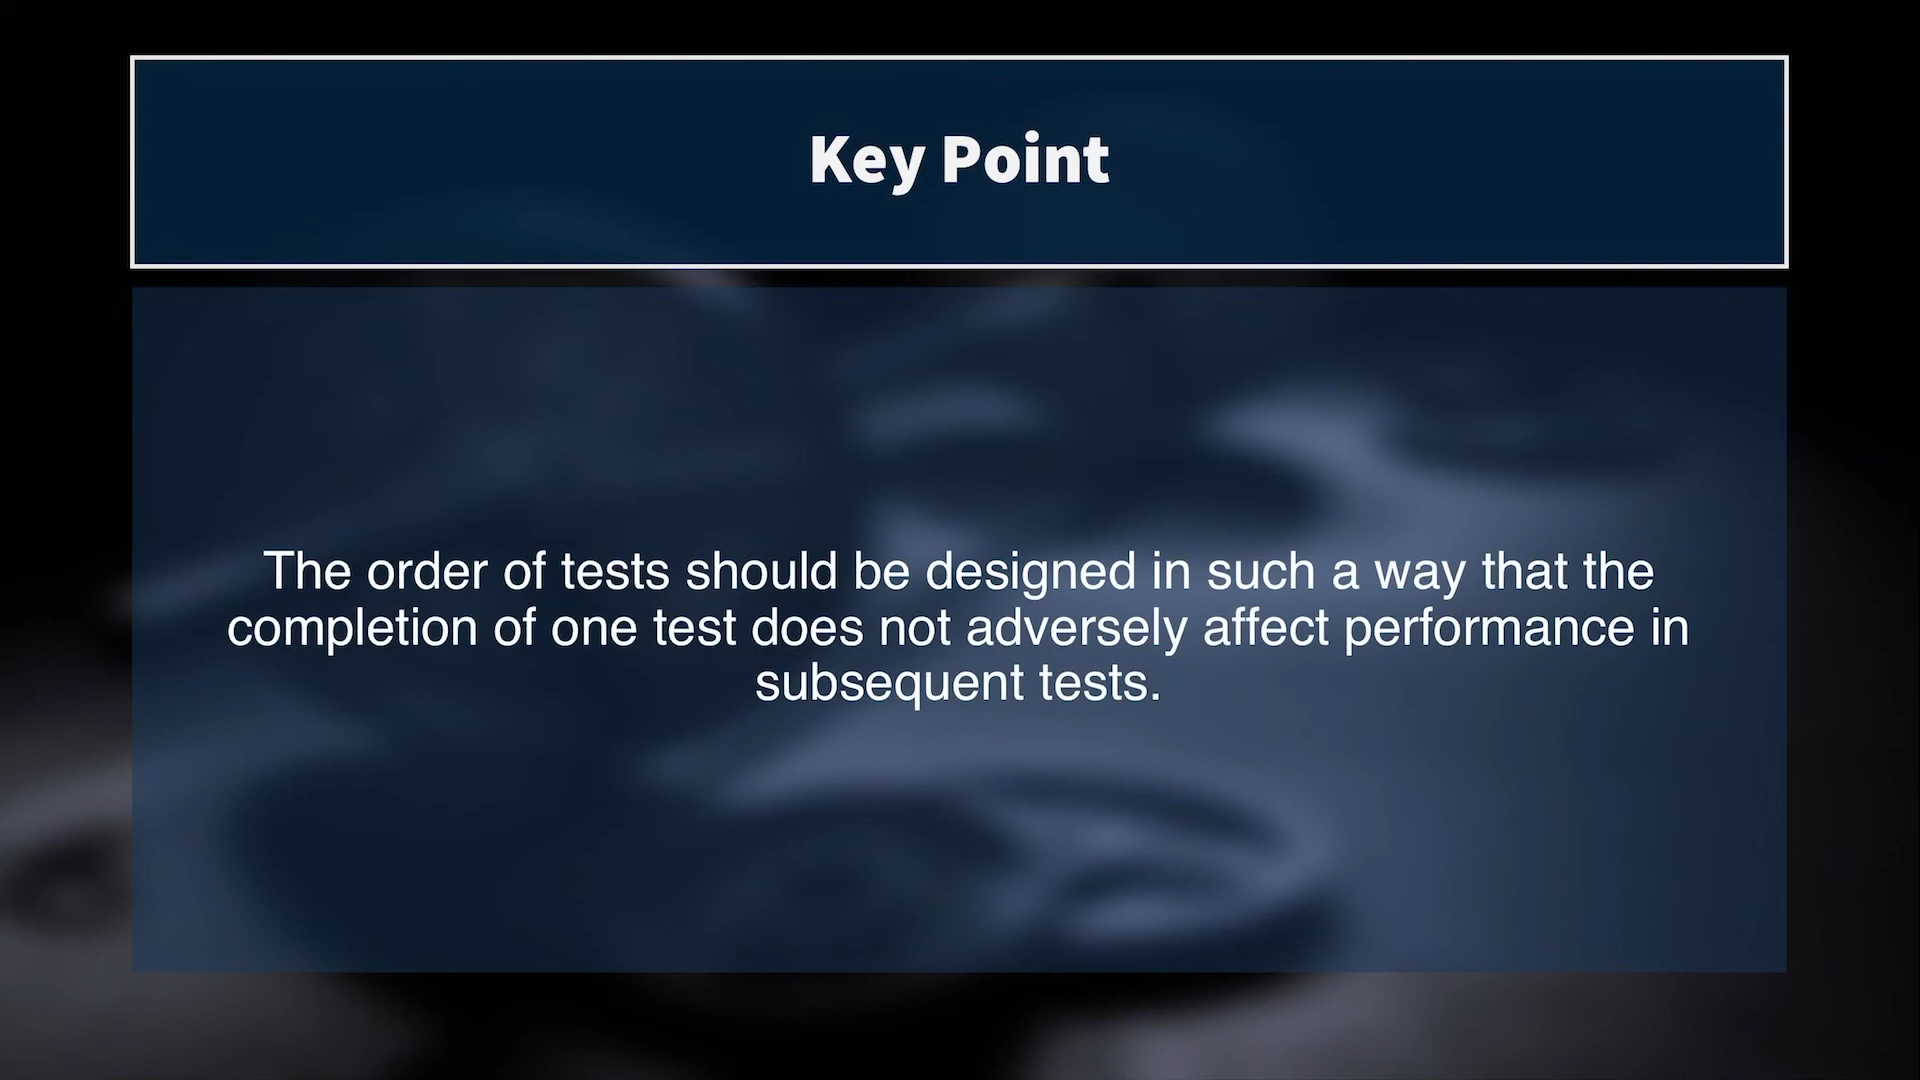 Key Point
The order of tests should be designed in such a way that the
completion of one test does not adversely affect performance in
subsequent tests.